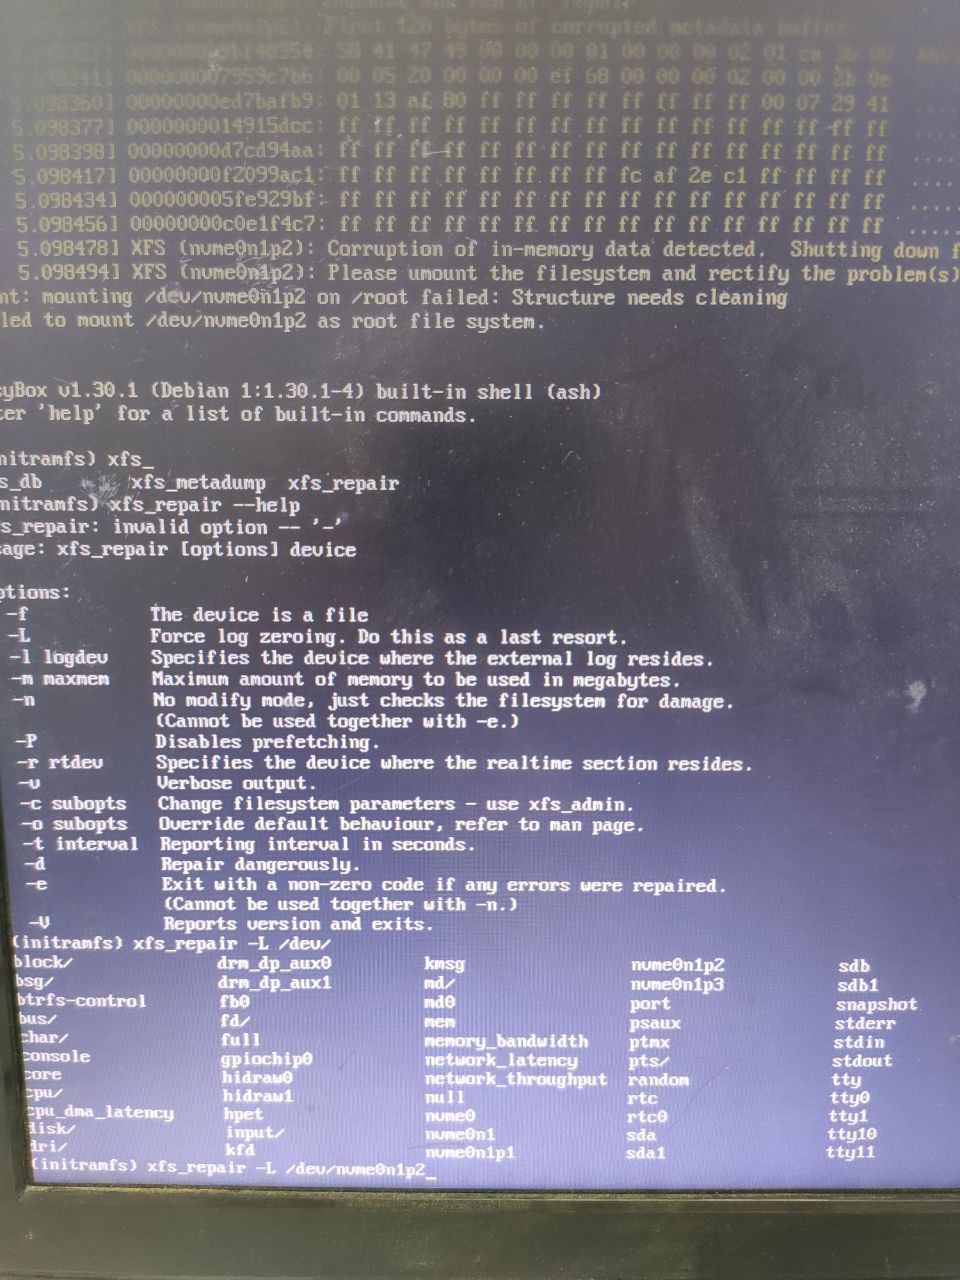 XFS (nvme0n1p2): First 128 bytes of corrupted metadata buffer
58 41 47 49 00 00 00 01 00 00 00 02 01 ca
000000007959c7b6: 00 05 20 00 00 00 ef 68 00 00 00 02 00 00 2b 0e
5.098360] 00000000ed7bafb9: 01 13 af 80 ff ff ff ff ff ff ff ff 00 07 29 41 ....
5.098377] 0000000014915dcc: ff ff ff ff ff ff ff ff ff ff ff ff ff ff ff ff ....
5.098398] 00000000d7cd94aa: ff ff ff ff ff ff ff ff ff ff ff ff ff ff ff ff ....
5.098417] 00000000f2099ac1: ff ff ff ff ff ff ff ff fc af 2e c1 ff ff ff ff ....
5.098434] 000000005fe929bf: ff ff ff ff ff ff ff ff ff ff ff ff ff ff ff ff ....
5.098456] 00000000c0e1f4c7: ff ff ff ff ff ff ff ff ff ff ff ff ff ff ff ff ....
5.098478] XFS (nvme0n1p2): Corruption of in-memory data detected.  Shutting down f
5.098494] XFS (nvme0n1p2): Please umount the filesystem and rectify the problem(s)
nt: mounting /dev/nvme0n1p2 on /root failed: Structure needs cleaning
led to mount /dev/nvme0n1p2 as root file system.
yBox v1.30.1 (Debian 1:1.30.1-4) built-in shell (ash)
ter 'help' for a list of built-in commands.
nitramfs) xfs_
s_db xfs_metadump xfs_repair
nitramfs) xfs_repair --help
s_repair: invalid option -- '-'
age: xfs_repair [options] device
ptions:
-f The device is a file
-L Force log zeroing. Do this as a last resort.
-l logdev Specifies the device where the external log resides.
-m maxmem Maximum amount of memory to be used in megabytes.
-n No modify mode, just checks the filesystem for damage.
(Cannot be used together with -e.)
-P Disables prefetching.
-r rtdev Specifies the device where the realtime section resides.
-v Verbose output.
-c subopts Change filesystem parameters - use xfs_admin.
-o subopts Override default behaviour, refer to man page.
-t interval Reporting interval in seconds.
-d Repair dangerously.
-e Exit with a non-zero code if any errors were repaired.
(Cannot be used together with -n.)
-V Reports version and exits.
(initramfs) xfs_repair -L /dev/
block/ drm_dp_aux0 kmsg nvme0n1p2 sdb
bsg/ drm_dp_aux1 md/ nvme0n1p3 sdb1
btrfs-control fb0 md0 port snapshot
bus/ fd/ mem psaux stderr
char/ full memory_bandwidth ptmx stdin
console gpiochip0 network_latency pts/ stdout
core hidraw0 network_throughput random tty
cpu/ hidraw1 null rtc tty0
cpu_dma_latency hpet nvme0 rtc0 tty1
disk/ input/ nvme0n1 sda tty10
dri/ kfd nvme0n1p1 sda1 tty11
(initramfs) xfs_repair -L /dev/nvme0n1p2_